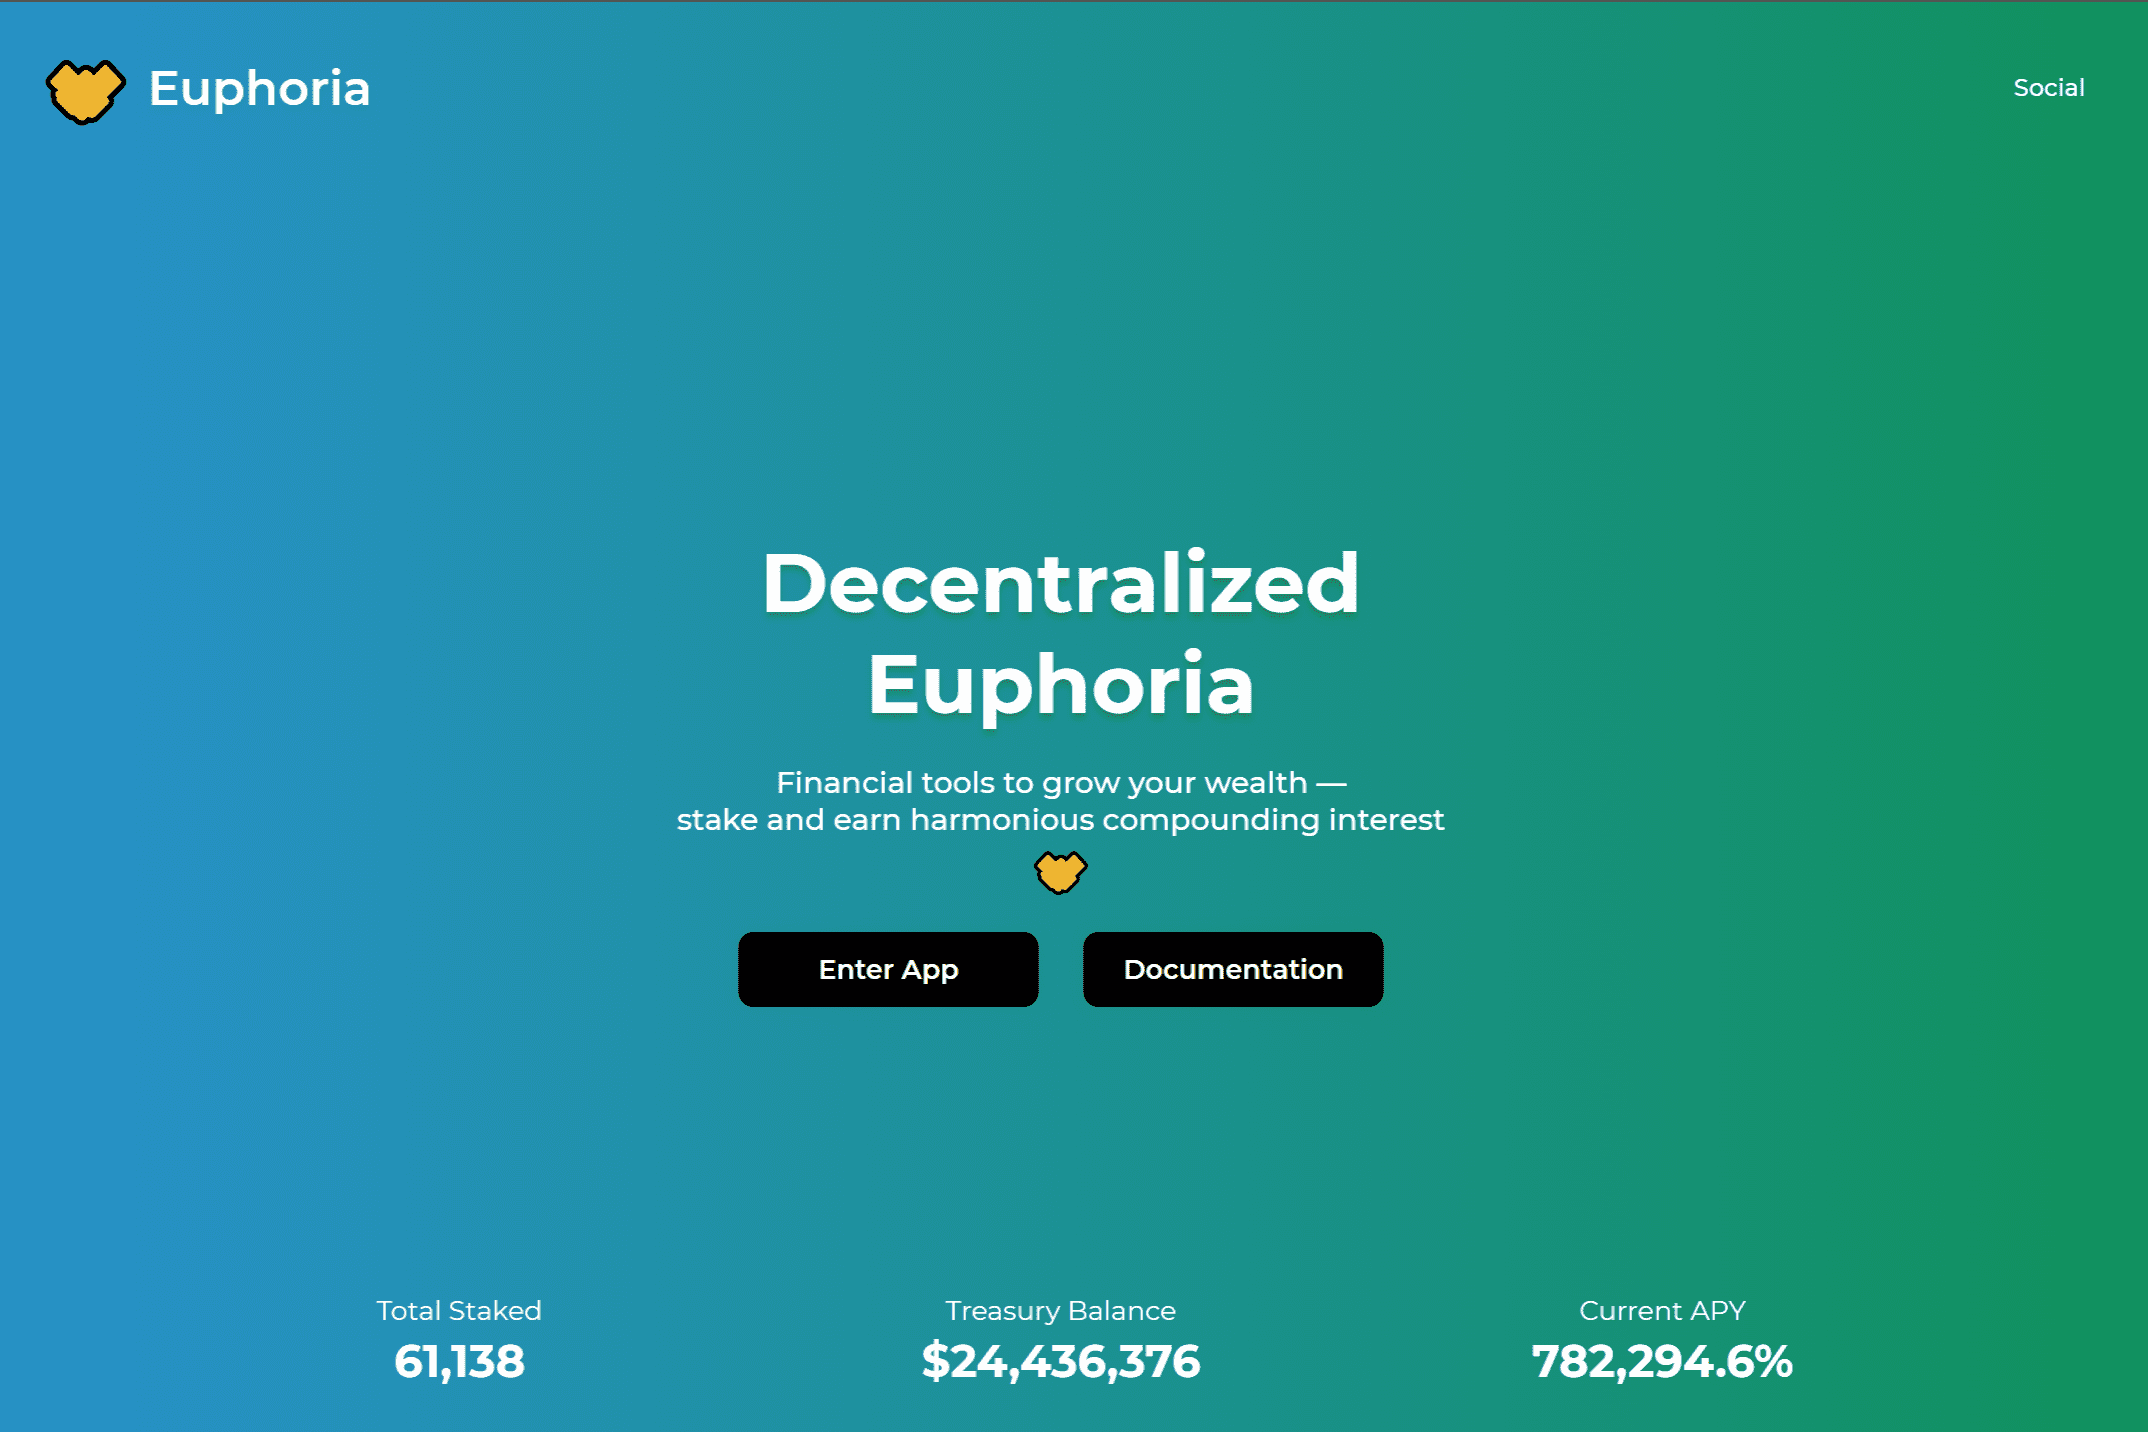 Euphoria
Social
Decentralized
Euphoria
Financial tools to grow your wealth —
stake and earn harmonious compounding interest
Enter App
Documentation
Total Staked
61,138
Treasury Balance
$24,436,376
Current APY
782,294.6%